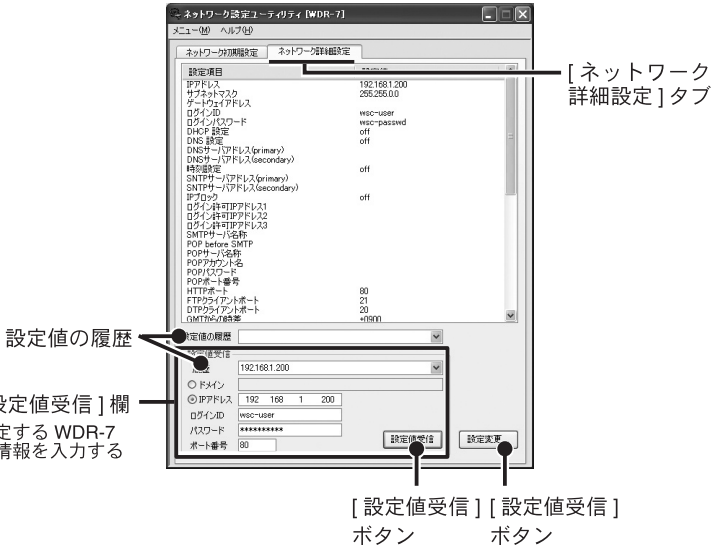 ネットワーク設定ユーティリティ [WDR-7]
メニュー(M) ヘルプ(H)
ネットワーク初期設定 ネットワーク詳細設定
設定項目
IPアドレス 192.168.1.200
サブネットマスク 255.255.0.0
ゲートウェイアドレス
ログインID wsc-user
ログインパスワード wsc-passwd
DHCP 設定 off
DNS 設定 off
DNSサーバアドレス(primary)
DNSサーバアドレス(secondary)
時刻設定 off
SNTPサーバアドレス(primary)
SNTPサーバアドレス(secondary)
IPブロック off
ログイン許可IPアドレス1
ログイン許可IPアドレス2
ログイン許可IPアドレス3
SMTPサーバ名称
POP before SMTP
POPサーバ名称
POPアカウント名
POPパスワード
POPポート番号
HTTPポート 80
FTPクライアントポート 21
DTPクライアントポート 20
GMTからの時差 +0900
[ ネットワーク
詳細設定 ] タブ
設定値の履歴
設定値の履歴
設定値受信
192.168.1.200
ドメイン
IPアドレス 192 168 1 200
ログインID wsc-user
パスワード **********
ポート番号 80
設定値受信 設定変更
設定値受信 ] 欄
定する WDR-7
情報を入力する
[ 設定値受信 ]
ボタン
[ 設定値受信 ]
ボタン